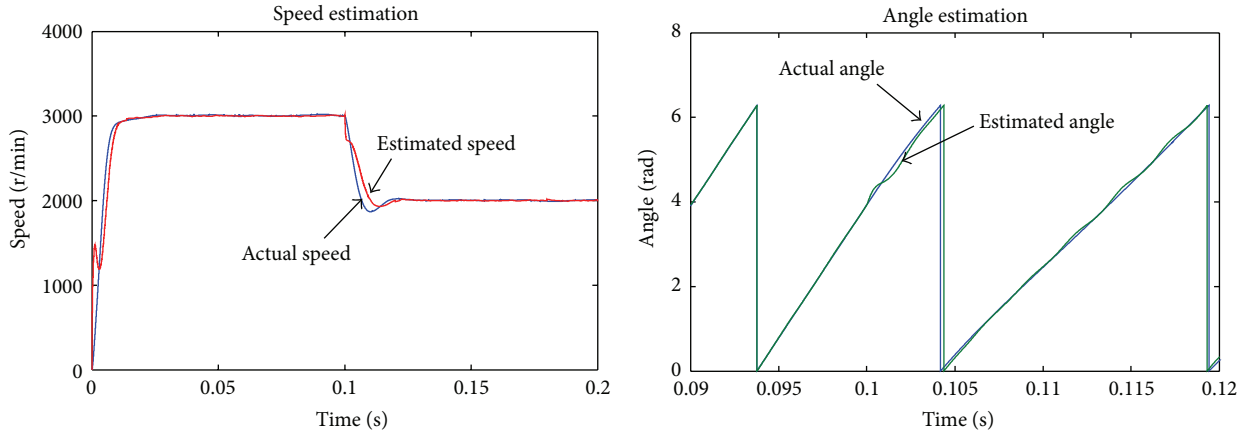 Speed estimation
4000
3000
2000
1000
0
Speed (r/min)
Estimated speed
Actual speed
0
0.05
0.1
0.15
0.2
Time (s)
Angle estimation
8
6
4
2
0
Angle (rad)
Actual angle
Estimated angle
0.09
0.095
0.1
0.105
0.11
0.115
0.12
Time (s)